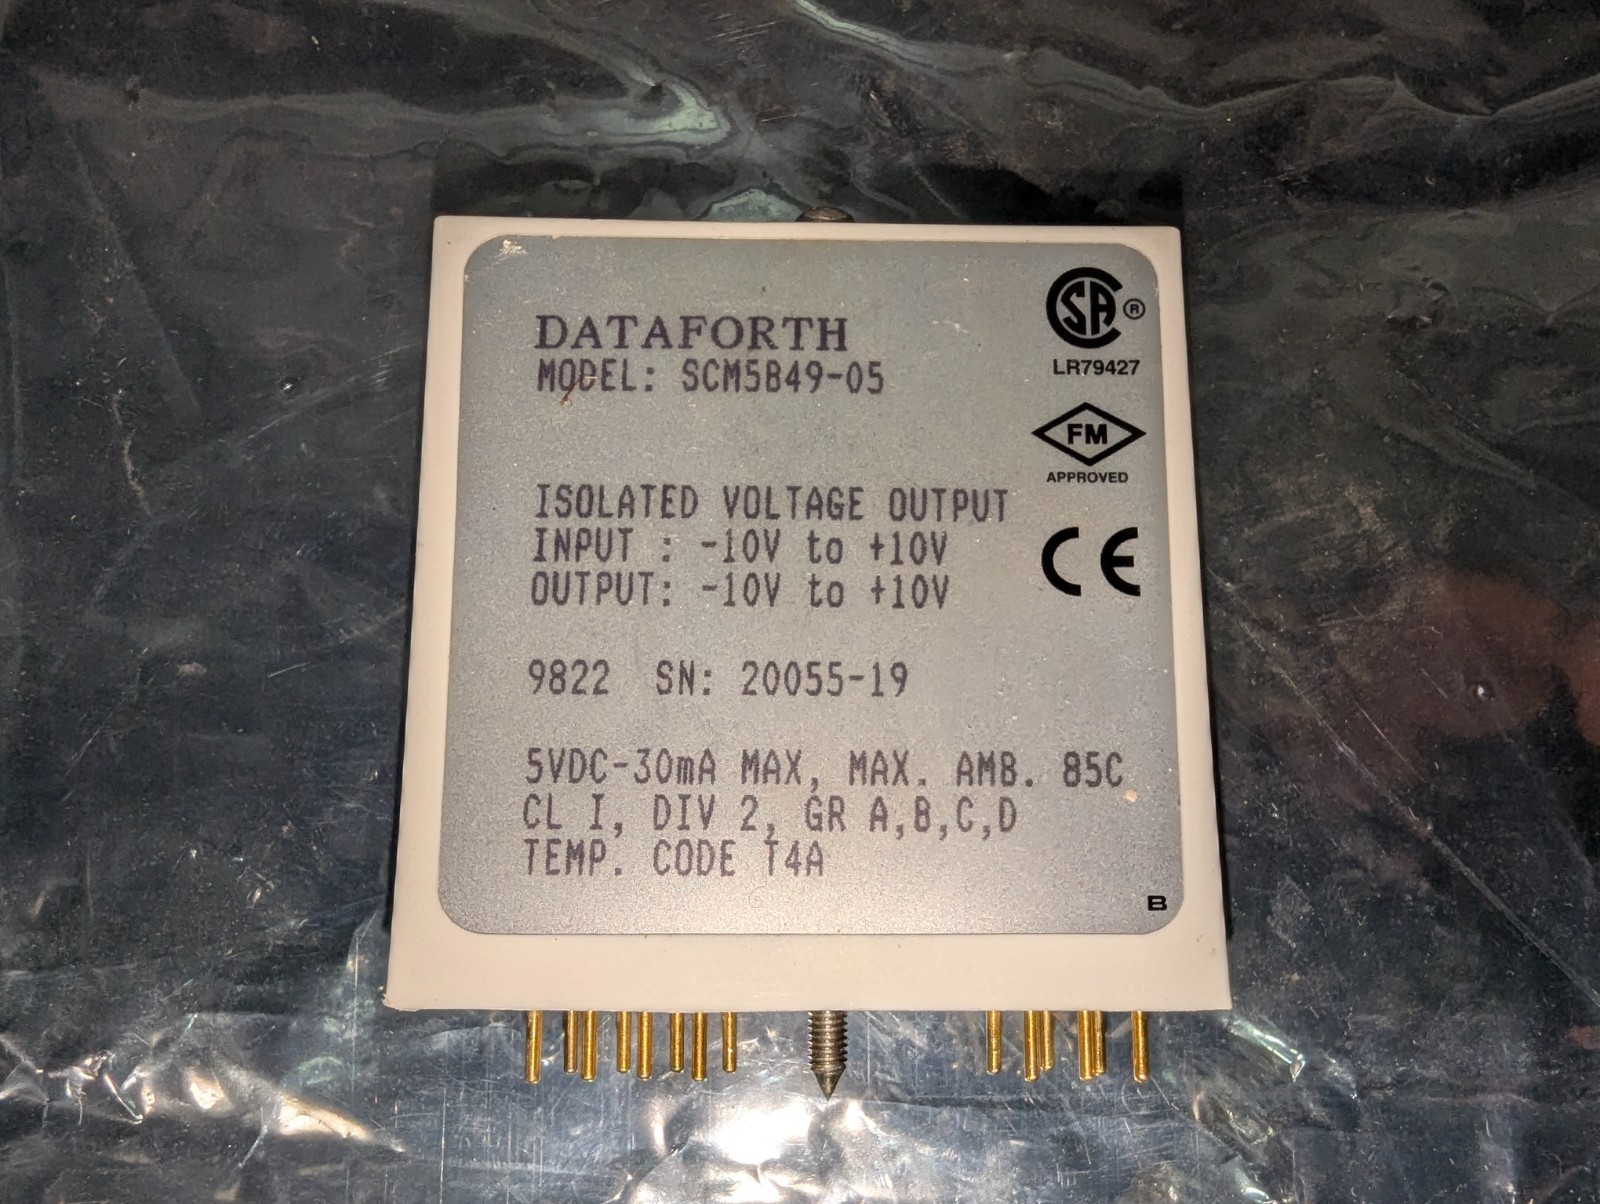 DATAFORTH
MODEL: SCM5B49-05
ISOLATED VOLTAGE OUTPUT
INPUT : -10V to +10V
OUTPUT: -10V to +10V
9822 SN: 20055-19
5VDC-30mA MAX, MAX. AMB. 85C
CL I, DIV 2, GR A,B,C,D
TEMP. CODE T4A
SA ®
LR79427
FM
APPROVED
CE
B